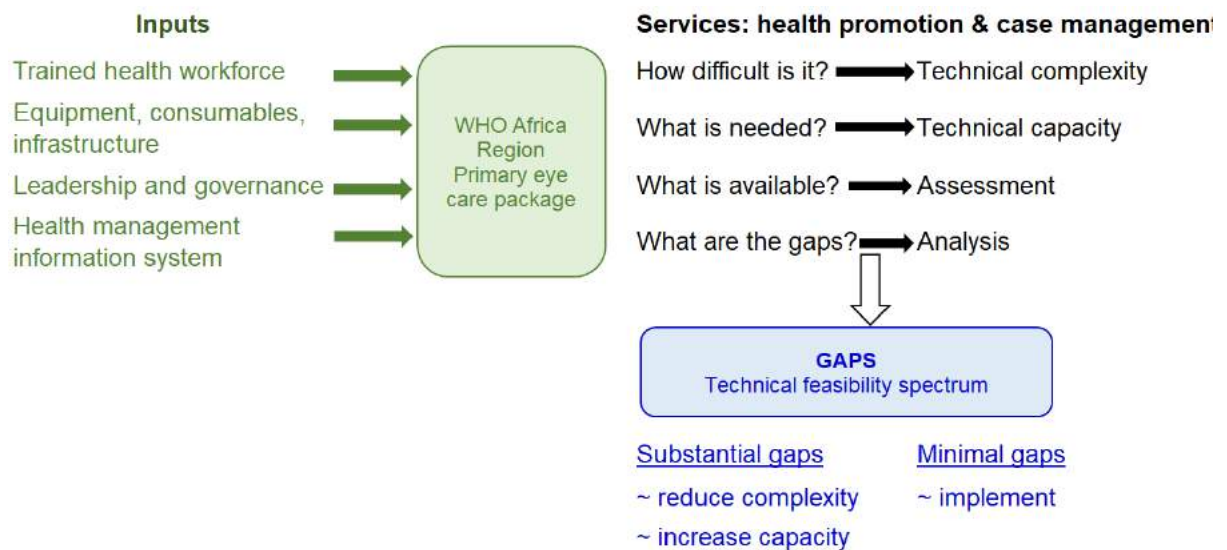 Inputs
Trained health workforce
Equipment, consumables,
infrastructure
Leadership and governance
Health management
information system
WHO Africa
Region
Primary eye
care package
Services: health promotion & case management
How difficult is it? Technical complexity
What is needed? Technical capacity
What is available? Assessment
What are the gaps? Analysis
GAPS
Technical feasibility spectrum
Substantial gaps
~ reduce complexity
~ increase capacity
Minimal gaps
~ implement